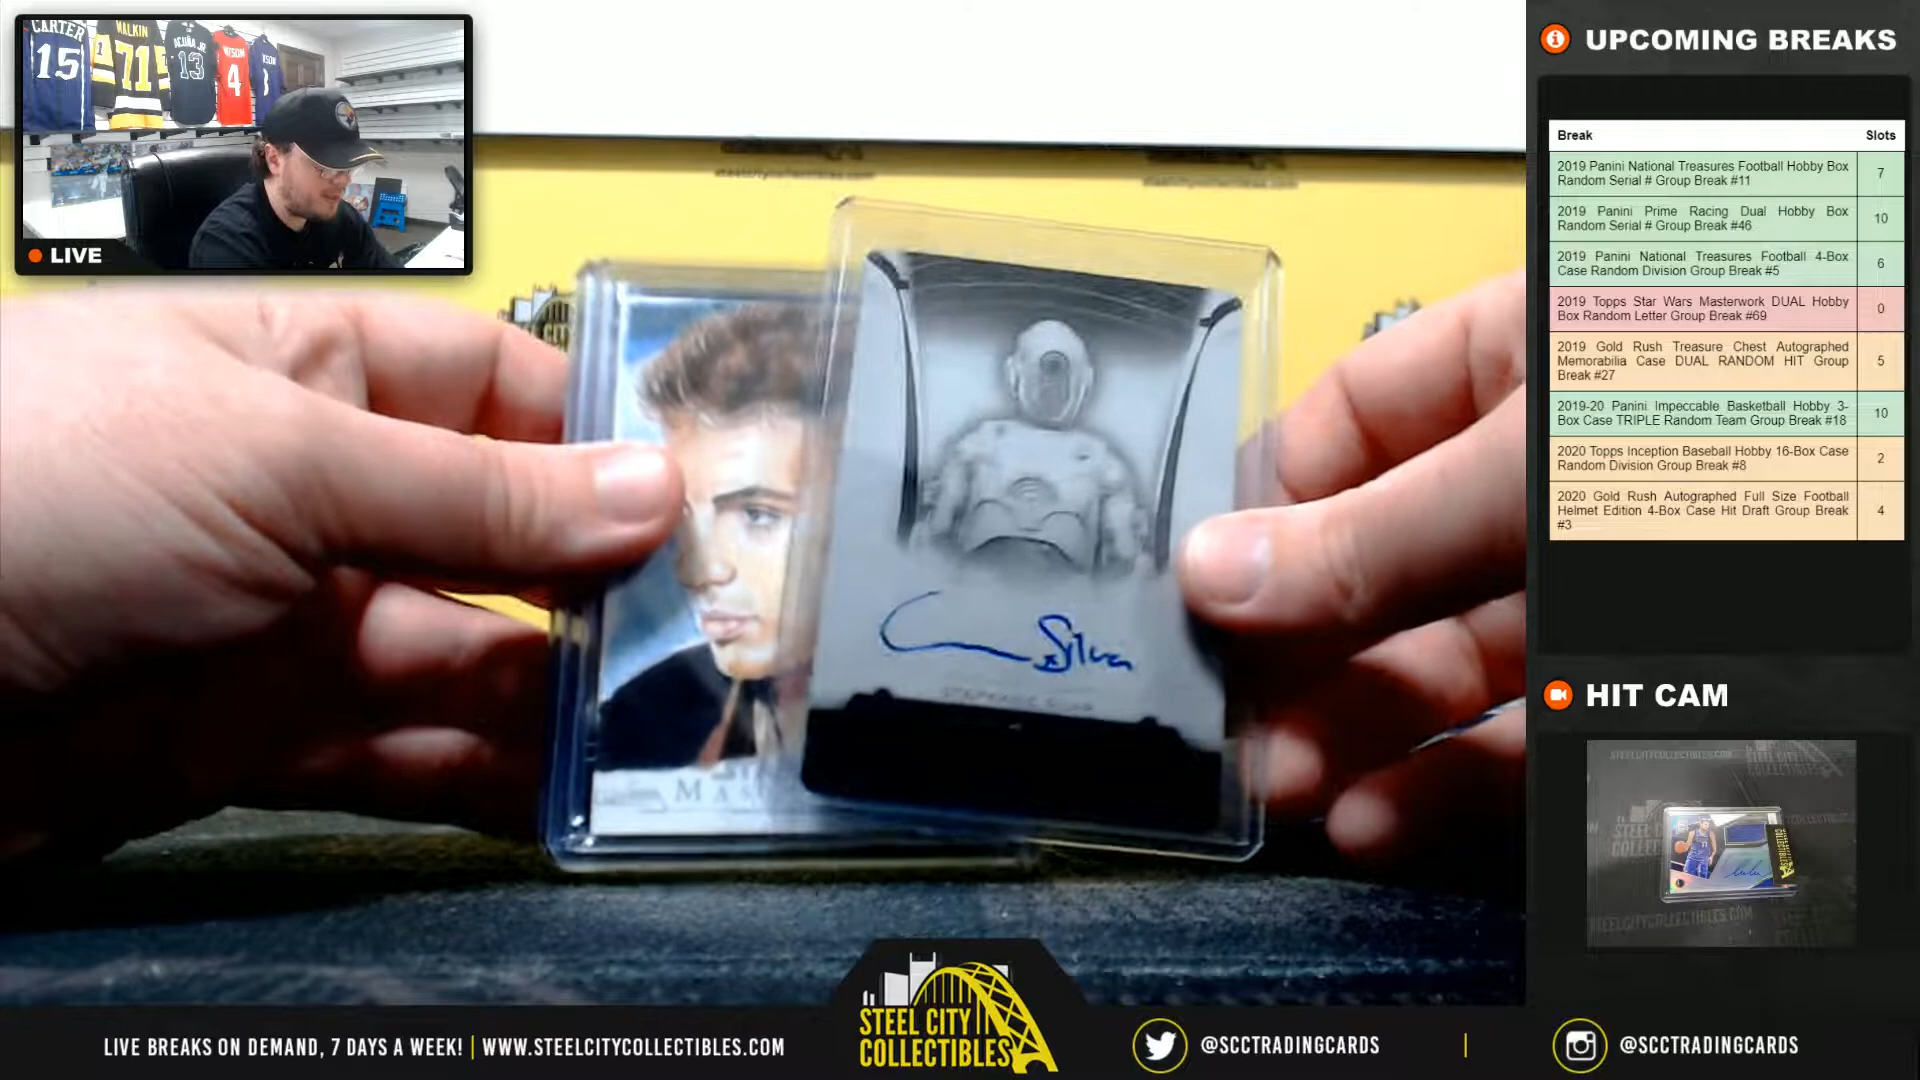 CARTER
15
MALKIN
71
ACUÑA JR.
13
4
LIVE
UPCOMING BREAKS
Break Slots
2019 Panini National Treasures Football Hobby Box
Random Serial # Group Break #11
7
2019 Panini Prime Racing Dual Hobby Box
Random Serial # Group Break #46
10
2019 Panini National Treasures Football 4-Box
Case Random Division Group Break #5
6
2019 Topps Star Wars Masterwork DUAL Hobby
Box Random Letter Group Break #69
0
2019 Gold Rush Treasure Chest Autographed
Memorabilia Case DUAL RANDOM HIT Group
Break #27
5
2019-20 Panini Impeccable Basketball Hobby 3-
Box Case TRIPLE Random Team Group Break #18
10
2020 Topps Inception Baseball Hobby 16-Box Case
Random Division Group Break #8
2
2020 Gold Rush Autographed Full Size Football
Helmet Edition 4-Box Case Hit Draft Group Break
#3
4
HIT CAM
STEELCITYCOLLECTIBLES.COM
STEEL CITY
COLLECTIBLES
LIVE BREAKS ON DEMAND, 7 DAYS A WEEK! | WWW.STEELCITYCOLLECTIBLES.COM
@SCCTRADINGCARDS
@SCCTRADINGCARDS